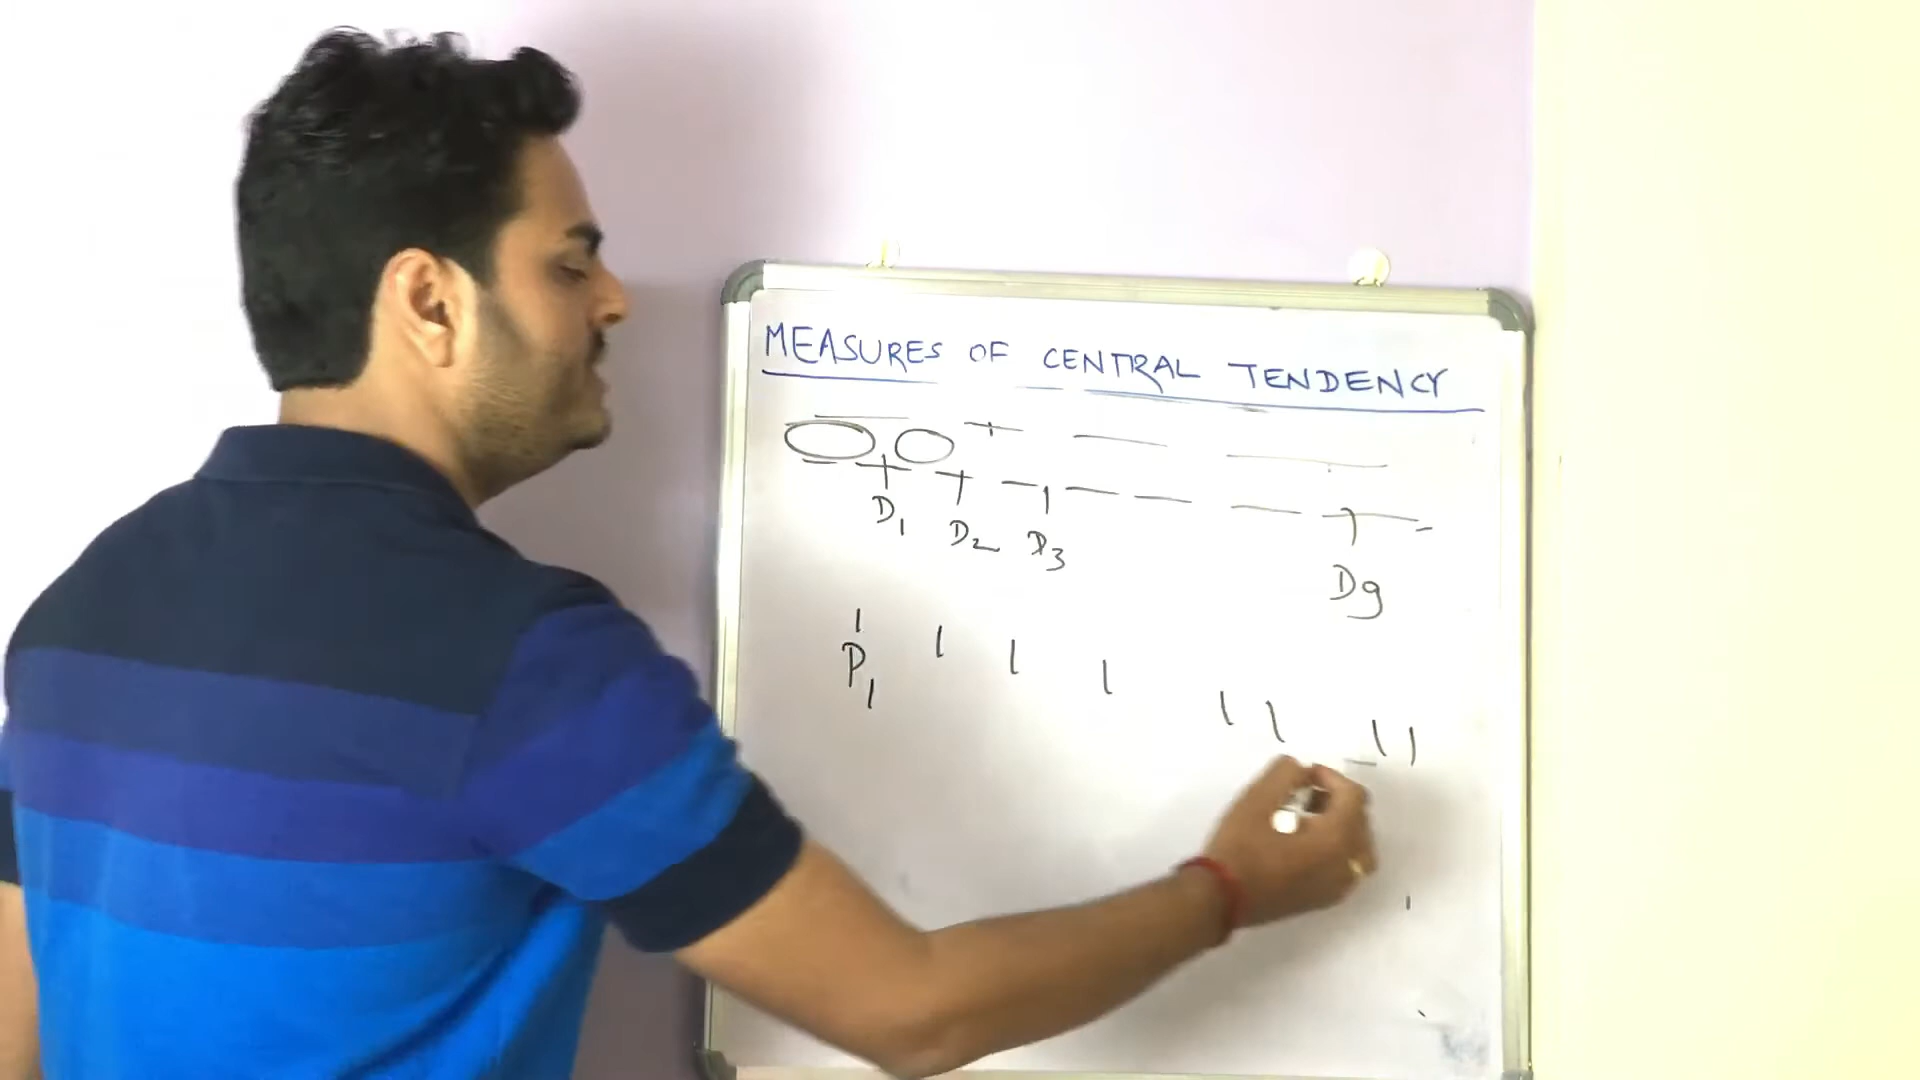 MEASURES OF CENTRAL TENDENCY
D1 D2 D3 D9
P1